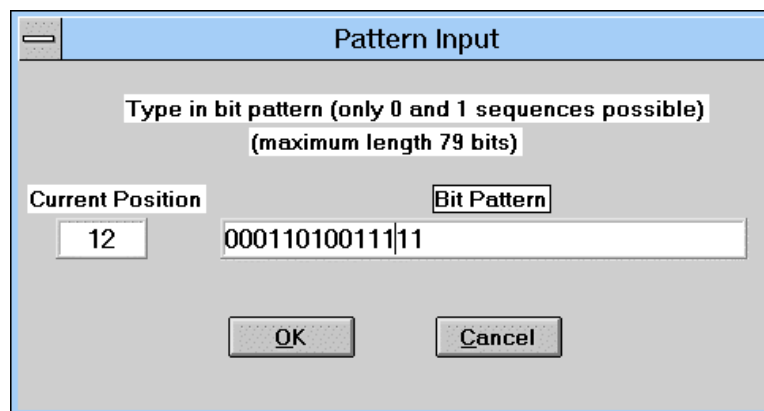 Pattern Input
Type in bit pattern (only 0 and 1 sequences possible)
(maximum length 79 bits)
Current Position
Bit Pattern
12
000110100111111
OK
Cancel